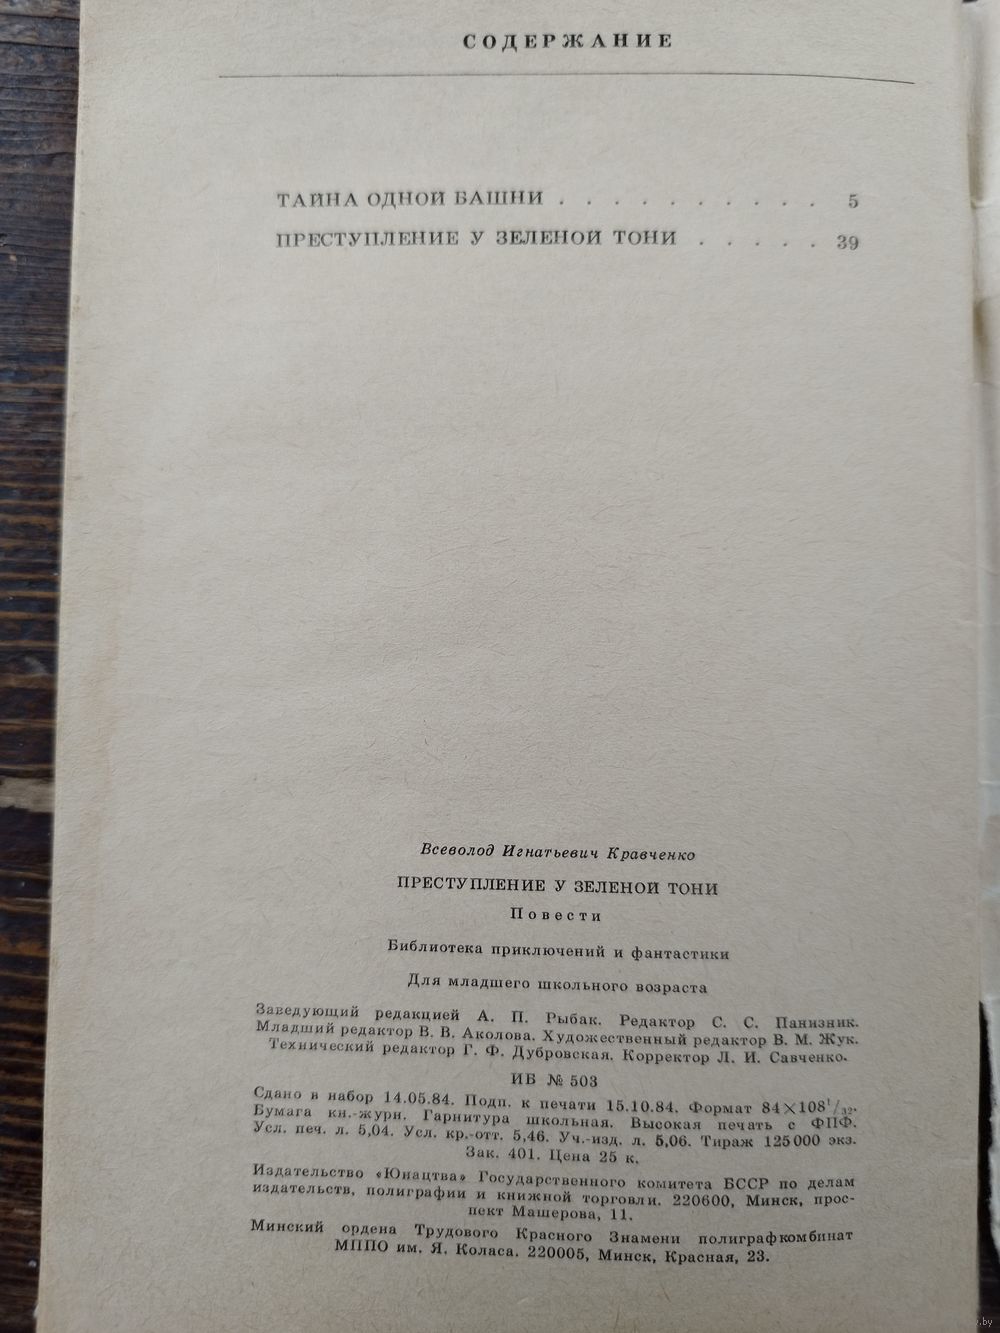 СОДЕРЖАНИЕ
ТАЙНА ОДНОЙ БАШНИ . . . . . . . . . . 5
ПРЕСТУПЛЕНИЕ У ЗЕЛЕНОЙ ТОНИ . . . . . 39
Всеволод Игнатьевич Кравченко
ПРЕСТУПЛЕНИЕ У ЗЕЛЕНОЙ ТОНИ
Повести
Библиотека приключений и фантастики
Для младшего школьного возраста
Заведующий редакцией А. П. Рыбак. Редактор С. С. Панизник.
Младший редактор В. В. Аколова. Художественный редактор В. М. Жук.
Технический редактор Г. Ф. Дубровская. Корректор Л. И. Савченко.
ИБ № 503
Сдано в набор 14.05.84. Подп. к печати 15.10.84. Формат 84×108¹/₃₂.
Бумага кн.-журн. Гарнитура школьная. Высокая печать с ФПФ.
Усл. печ. л. 5,04. Усл. кр.-отт. 5,46. Уч.-изд. л. 5,06. Тираж 125 000 экз.
Зак. 401. Цена 25 к.
Издательство «Юнацтва» Государственного комитета БССР по делам
издательств, полиграфии и книжной торговли. 220600, Минск, прос-
пект Машерова, 11.
Минский ордена Трудового Красного Знамени полиграфкомбинат
МППО им. Я. Коласа. 220005, Минск, Красная, 23.